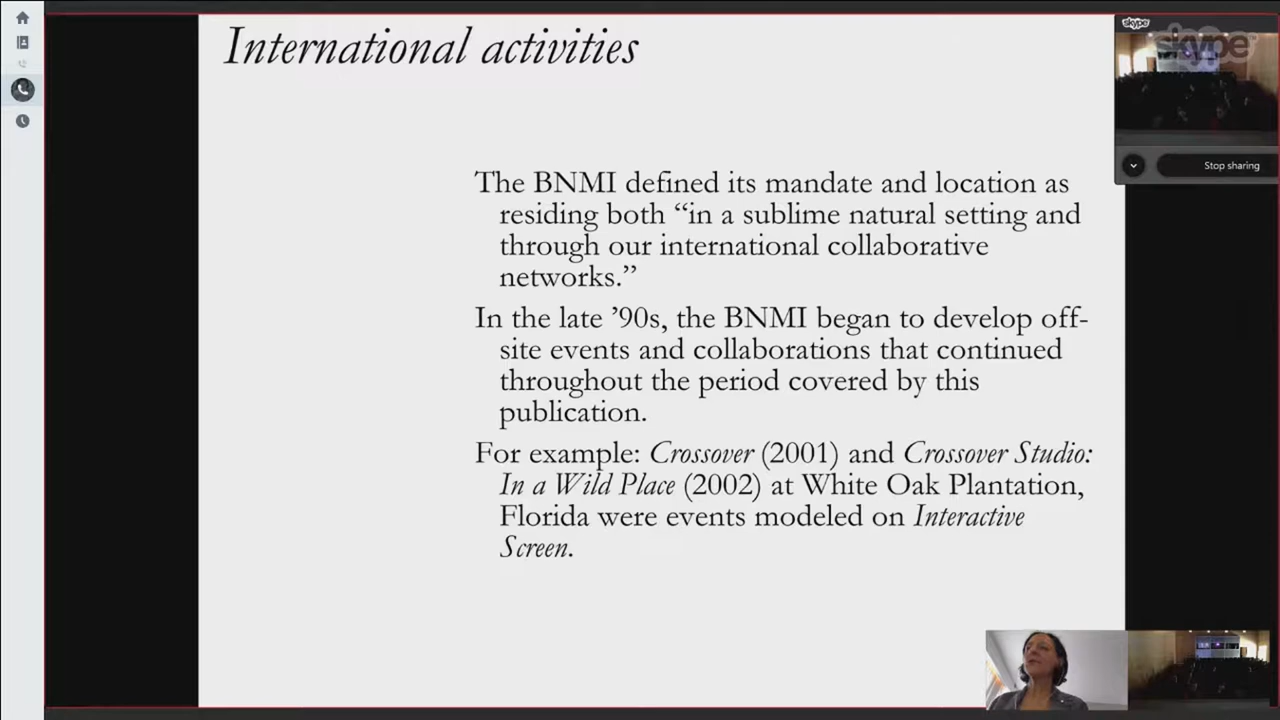 International activities
skype
skype
Stop sharing
The BNMI defined its mandate and location as
residing both “in a sublime natural setting and
through our international collaborative
networks.”
In the late ’90s, the BNMI began to develop off-
site events and collaborations that continued
throughout the period covered by this
publication.
For example: Crossover (2001) and Crossover Studio:
In a Wild Place (2002) at White Oak Plantation,
Florida were events modeled on Interactive
Screen.